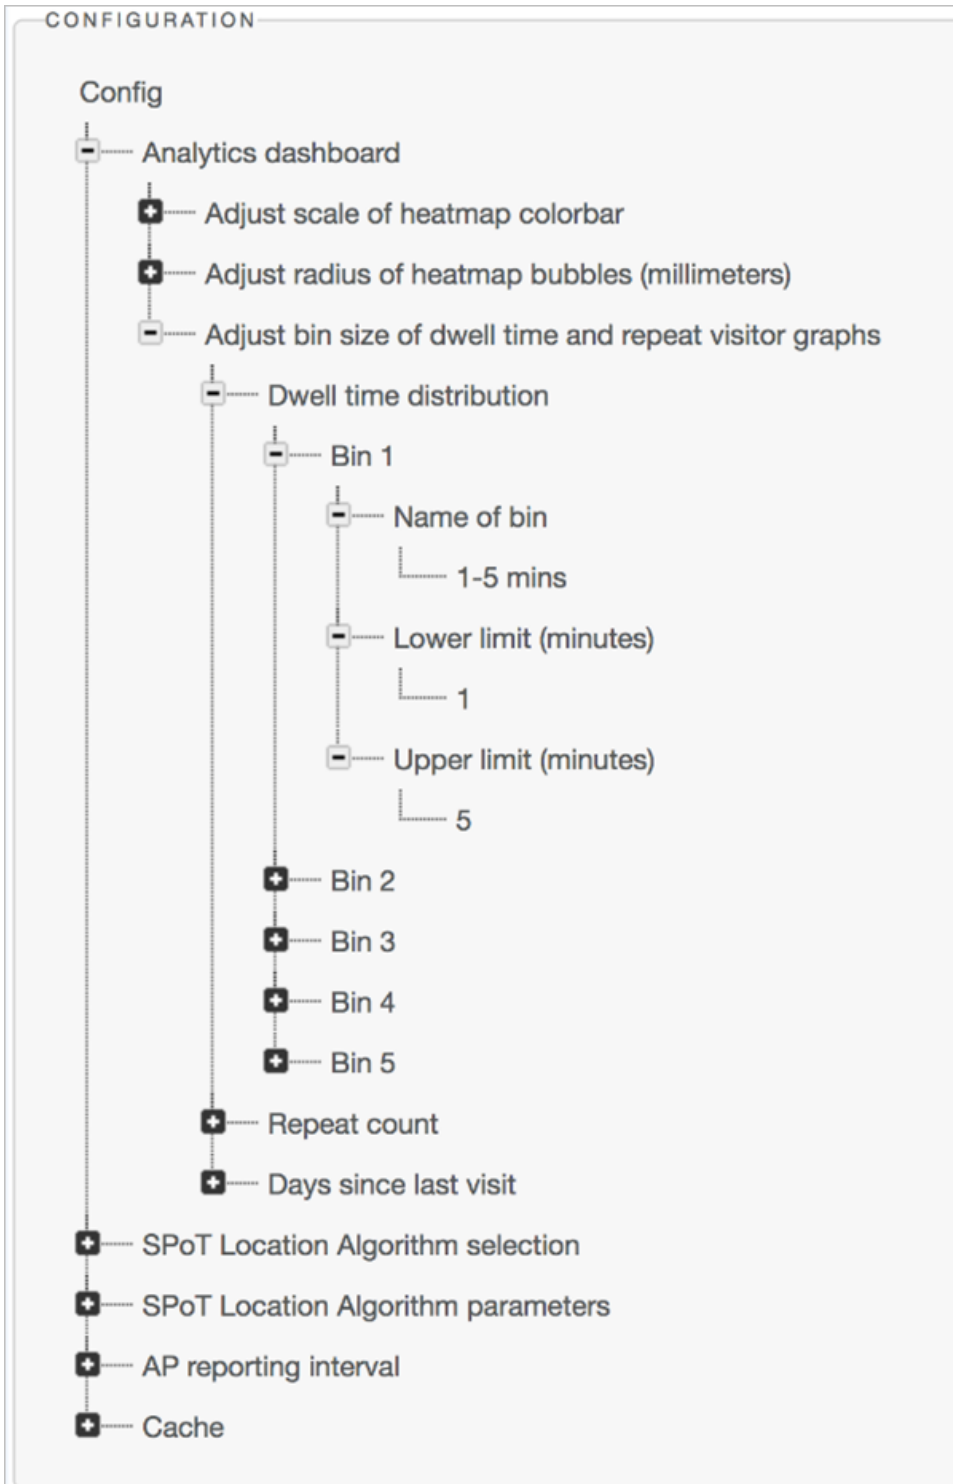 CONFIGURATION
Config
Analytics dashboard
Adjust scale of heatmap colorbar
Adjust radius of heatmap bubbles (millimeters)
Adjust bin size of dwell time and repeat visitor graphs
Dwell time distribution
Bin 1
Name of bin
1-5 mins
Lower limit (minutes)
1
Upper limit (minutes)
5
Bin 2
Bin 3
Bin 4
Bin 5
Repeat count
Days since last visit
SPoT Location Algorithm selection
SPoT Location Algorithm parameters
AP reporting interval
Cache